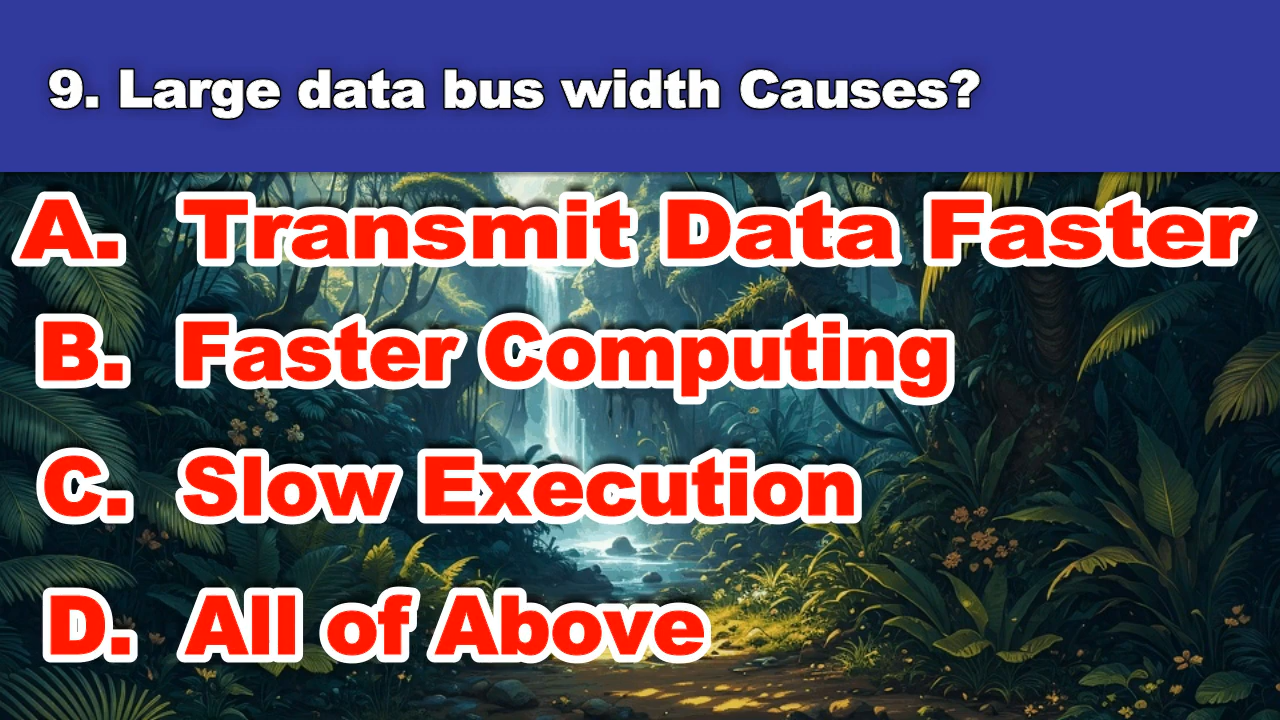 9. Large data bus width Causes?
A. Transmit Data Faster
B. Faster Computing
C. Slow Execution
D. All of Above